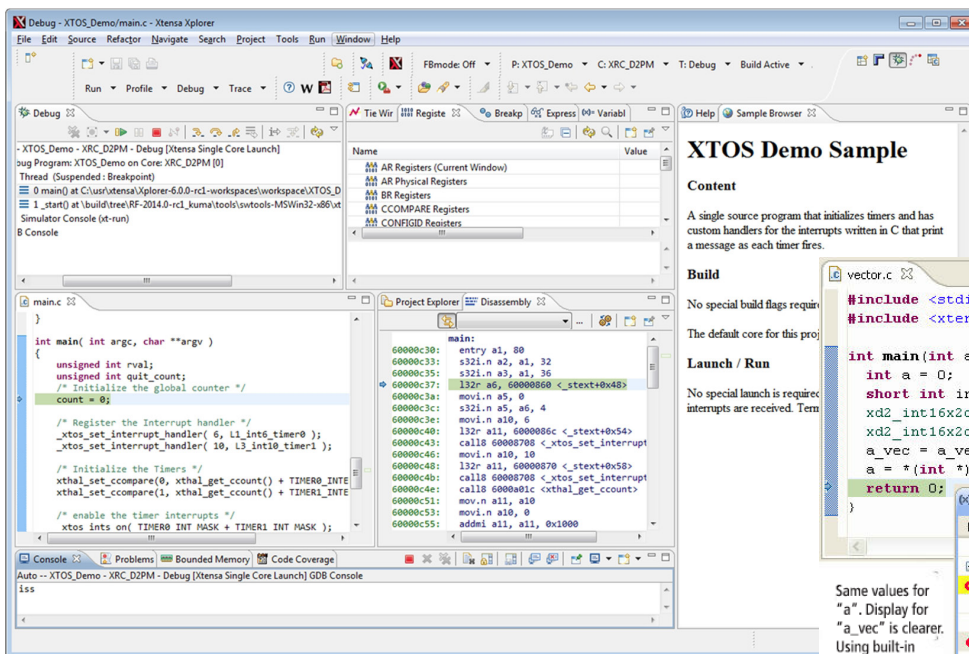 Debug - XTOS_Demo/main.c - Xtensa Xplorer
File Edit Source Refactor Navigate Search Project Tools Run Window Help
FBmode: Off P: XTOS_Demo C: XRC_D2PM T: Debug Build Active
Run Profile Debug Trace
Debug
- XTOS_Demo - XRC_D2PM - Debug [Xtensa Single Core Launch]
bug Program: XTOS_Demo on Core: XRC_D2PM [0]
Thread (Suspended : Breakpoint)
0 main() at C:\usr\xtensa\Xplorer-6.0.0-rc1-workspaces\workspace\XTOS_D
1 _start() at \build\tree\RF-2014.0-rc1_kuma\tools\swtools-MSWin32-x86\xt
Simulator Console (xt-run)
B Console
Tie Wir Registe Breakp Express Variabl
Name Value
AR Registers (Current Window)
AR Physical Registers
BR Registers
CCOMPARE Registers
CONFIGID Registers
Help Sample Browser
XTOS Demo Sample
Content
A single source program that initializes timers and has
custom handlers for the interrupts written in C that print
a message as each timer fires.
Build
No special build flags require
The default core for this proj
Launch / Run
No special launch is required
interrupts are received. Term
main.c
}
int main( int argc, char **argv )
{
unsigned int rval;
unsigned int quit_count;
/* Initialize the global counter */
count = 0;
/* Register the Interrupt handler */
_xtos_set_interrupt_handler( 6, L1_int6_timer0 );
_xtos_set_interrupt_handler( 10, L3_int10_timer1 );
/* Initialize the Timers */
xthal_set_ccompare(0, xthal_get_ccount() + TIMER0_INTE
xthal_set_ccompare(1, xthal_get_ccount() + TIMER1_INTE
/* enable the timer interrupts */
xtos ints on( TIMER0 INT MASK + TIMER1 INT MASK );
Project Explorer Disassembly
main:
60000c30: entry a1, 80
60000c33: s32i.n a2, a1, 32
60000c35: s32i.n a3, a1, 36
60000c37: l32r a6, 60000860 <_stext+0x48>
60000c3a: movi.n a5, 0
60000c3c: s32i.n a5, a6, 4
60000c3e: movi.n a10, 6
60000c40: l32r a11, 6000086c <_stext+0x54>
60000c43: call8 60008708 <_xtos_set_interrupt
60000c46: movi.n a10, 10
60000c48: l32r a11, 60000870 <_stext+0x58>
60000c4b: call8 60008708 <_xtos_set_interrupt
60000c4e: call8 6000a01c <xthal_get_ccount>
60000c51: mov.n a11, a10
60000c53: movi.n a10, 0
60000c55: addmi a11, a11, 0x1000
vector.c
#include <stdi
#include <xter
int main(int a
int a = 0;
short int in
xd2_int16x2c
xd2_int16x2c
a_vec = a_ve
a = *(int *)
return 0;
}
Console Problems Bounded Memory Code Coverage
Auto -- XTOS_Demo - XRC_D2PM - Debug [Xtensa Single Core Launch] GDB Console
iss
Same values for
"a". Display for
"a_vec" is clearer.
Using built-in